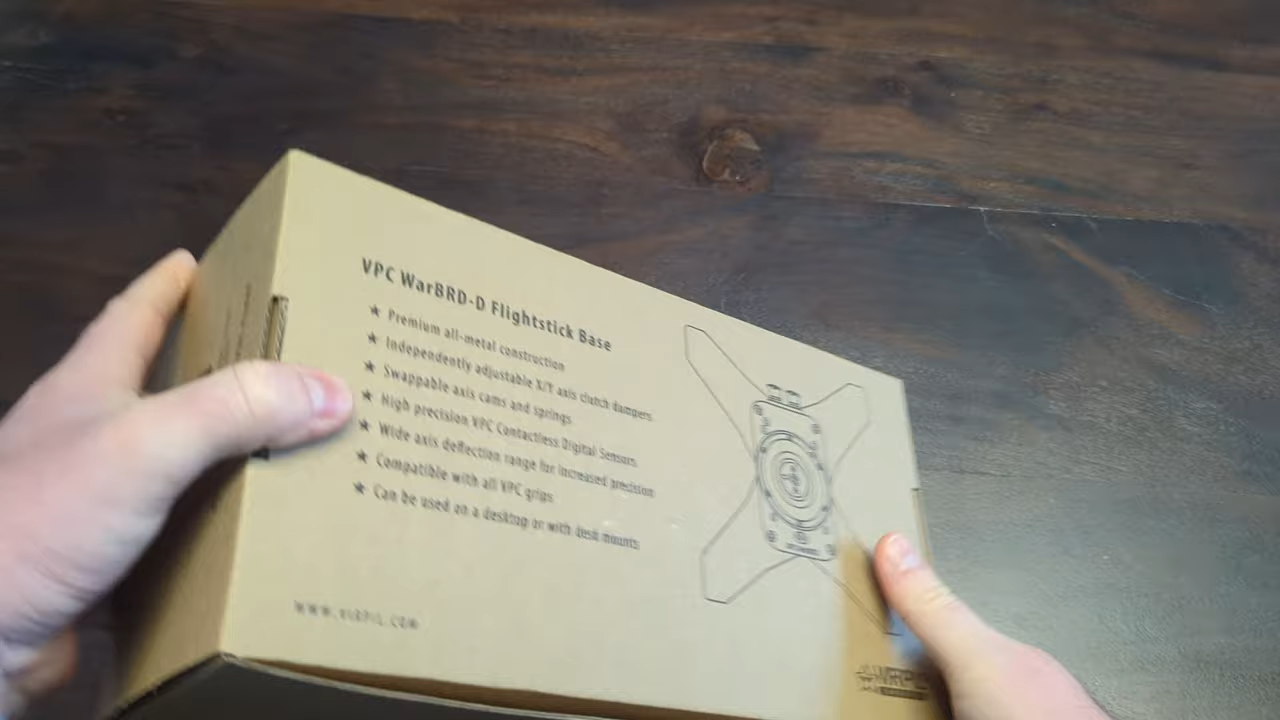 VPC WarBRD-D Flightstick Base
★ Premium all-metal construction
★ Independently adjustable X/Y axis clutch dampers
★ Swappable axis cams and springs
★ High precision VPC Contactless Digital Sensors
★ Wide axis deflection range for increased precision
★ Compatible with all VPC grips
★ Can be used on a desktop or with desk mounts
WWW.VIRPIL.COM
VIRPIL